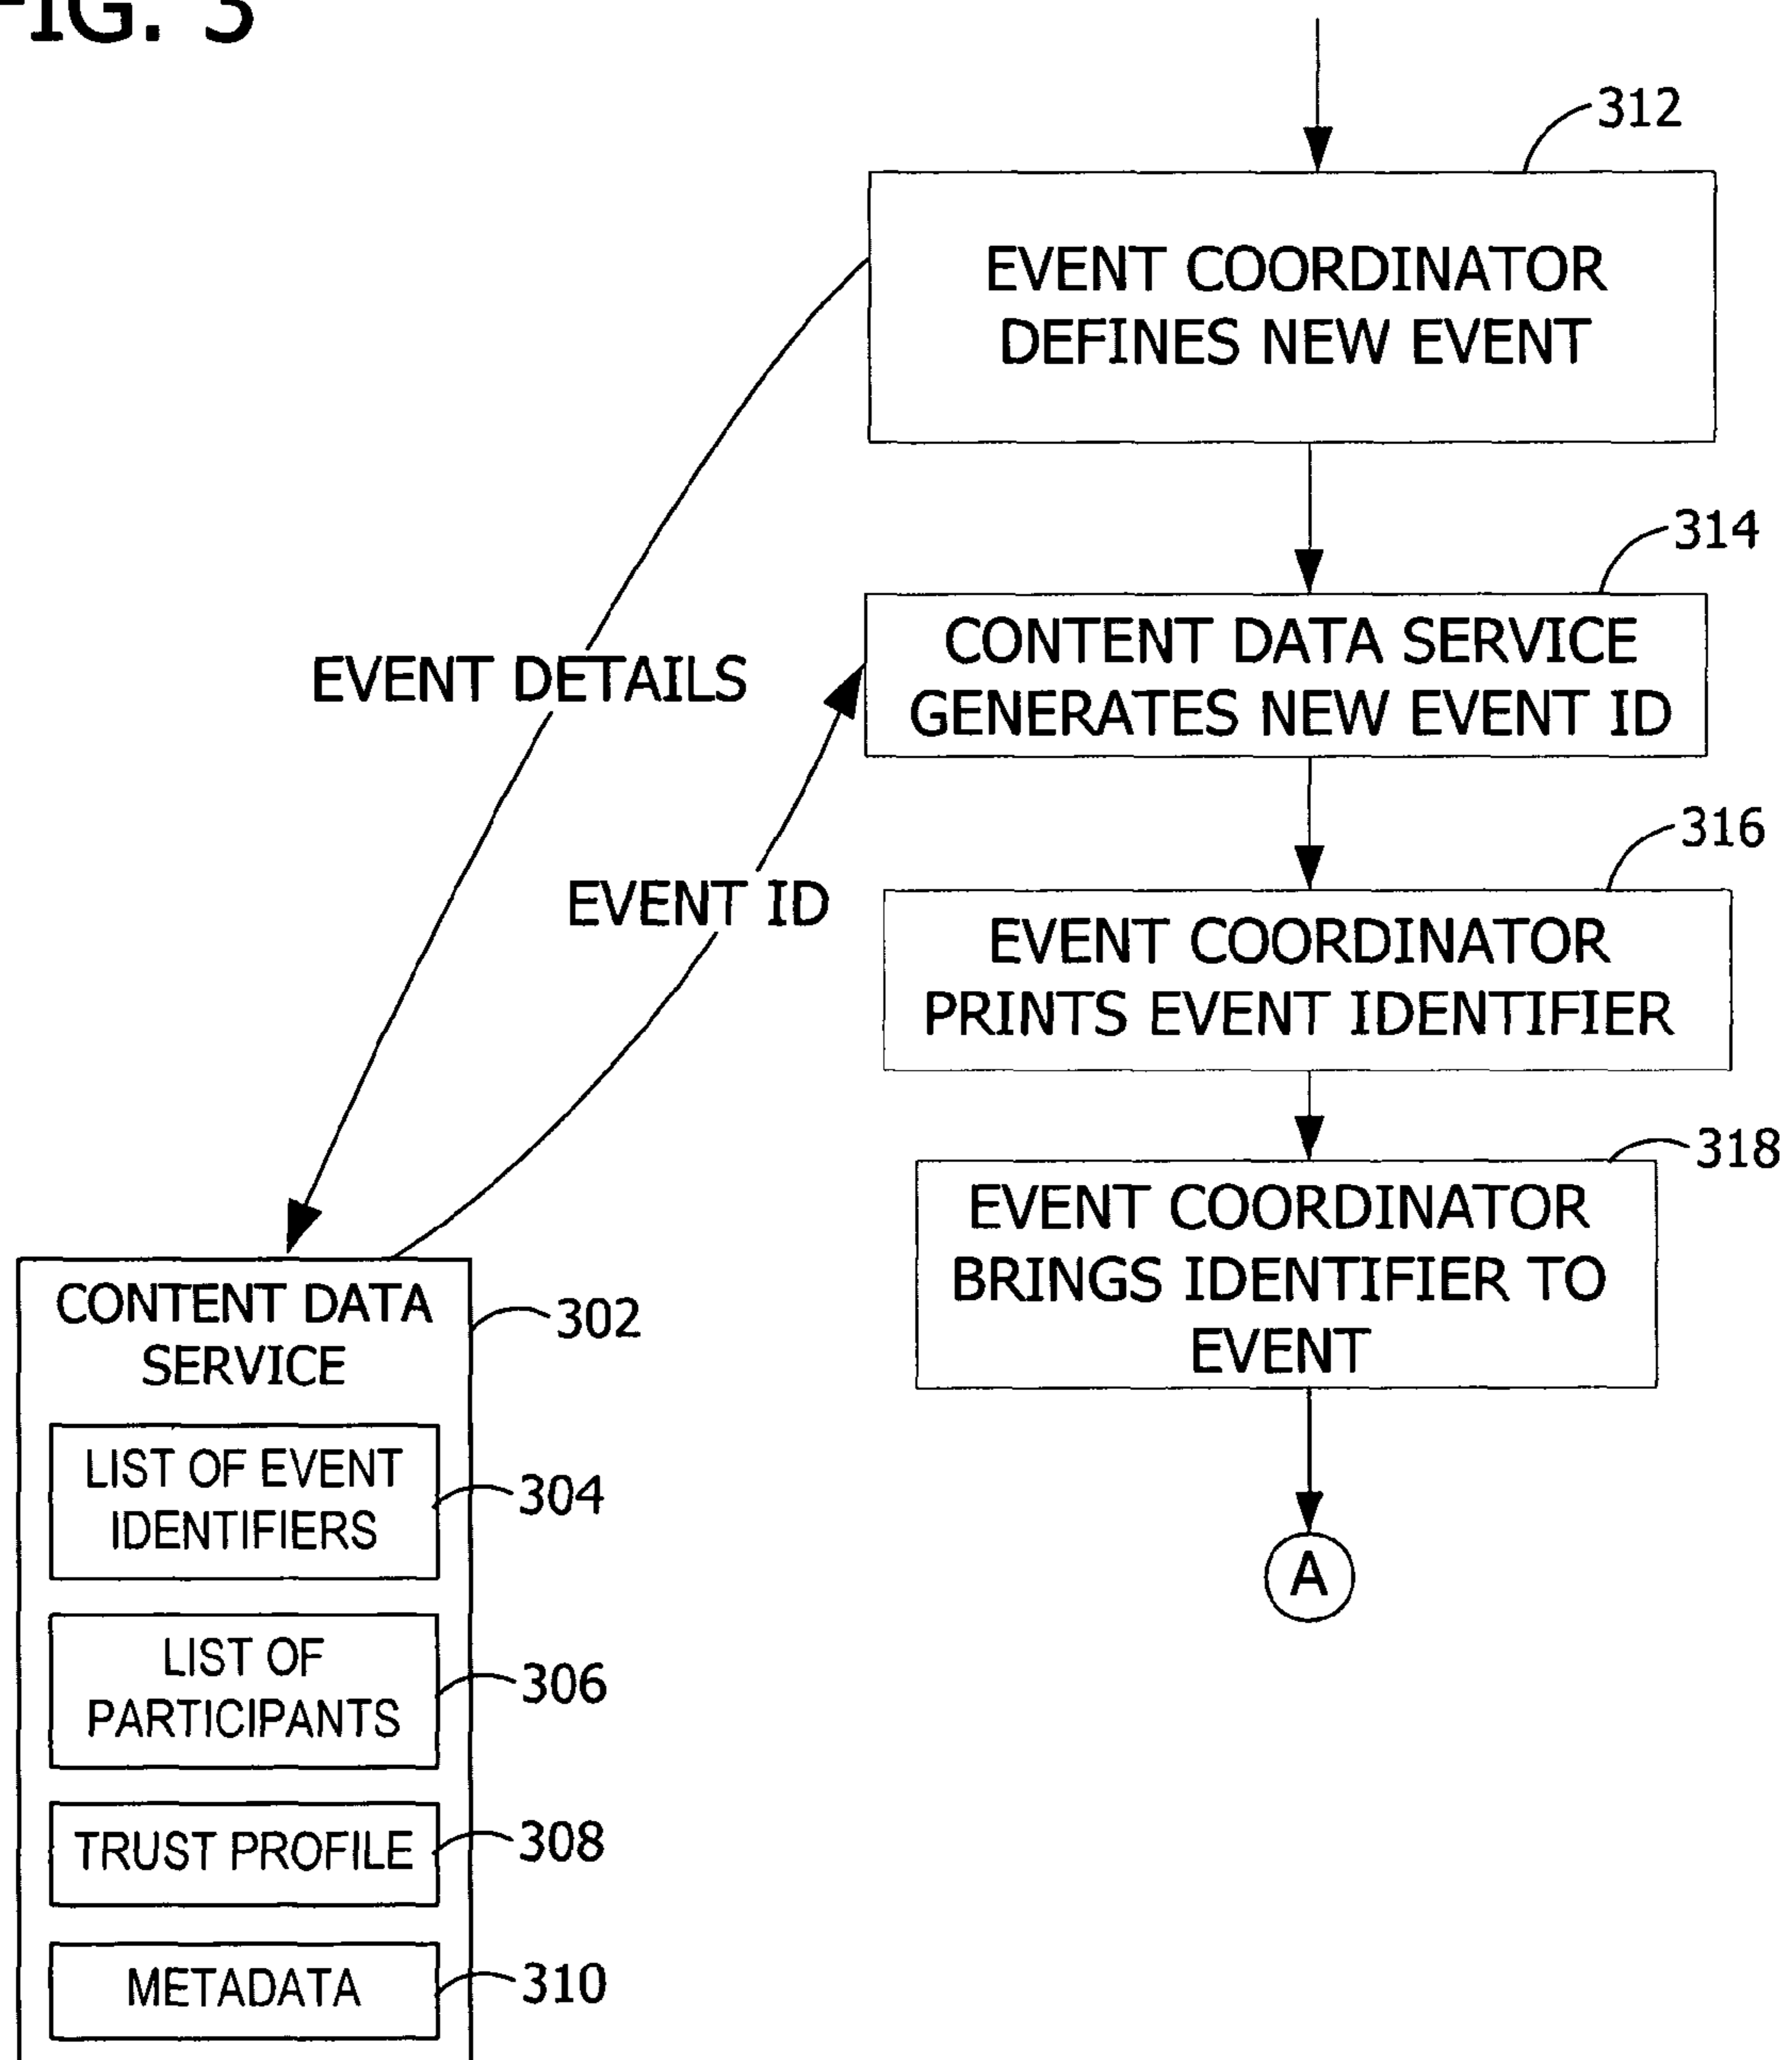 FIG. 3
312
EVENT COORDINATOR
DEFINES NEW EVENT
314
CONTENT DATA SERVICE
GENERATES NEW EVENT ID
EVENT DETAILS
316
EVENT ID
EVENT COORDINATOR
PRINTS EVENT IDENTIFIER
318
EVENT COORDINATOR
BRINGS IDENTIFIER TO
EVENT
A
CONTENT DATA
SERVICE
302
LIST OF EVENT
IDENTIFIERS
304
LIST OF
PARTICIPANTS
306
TRUST PROFILE
308
METADATA
310